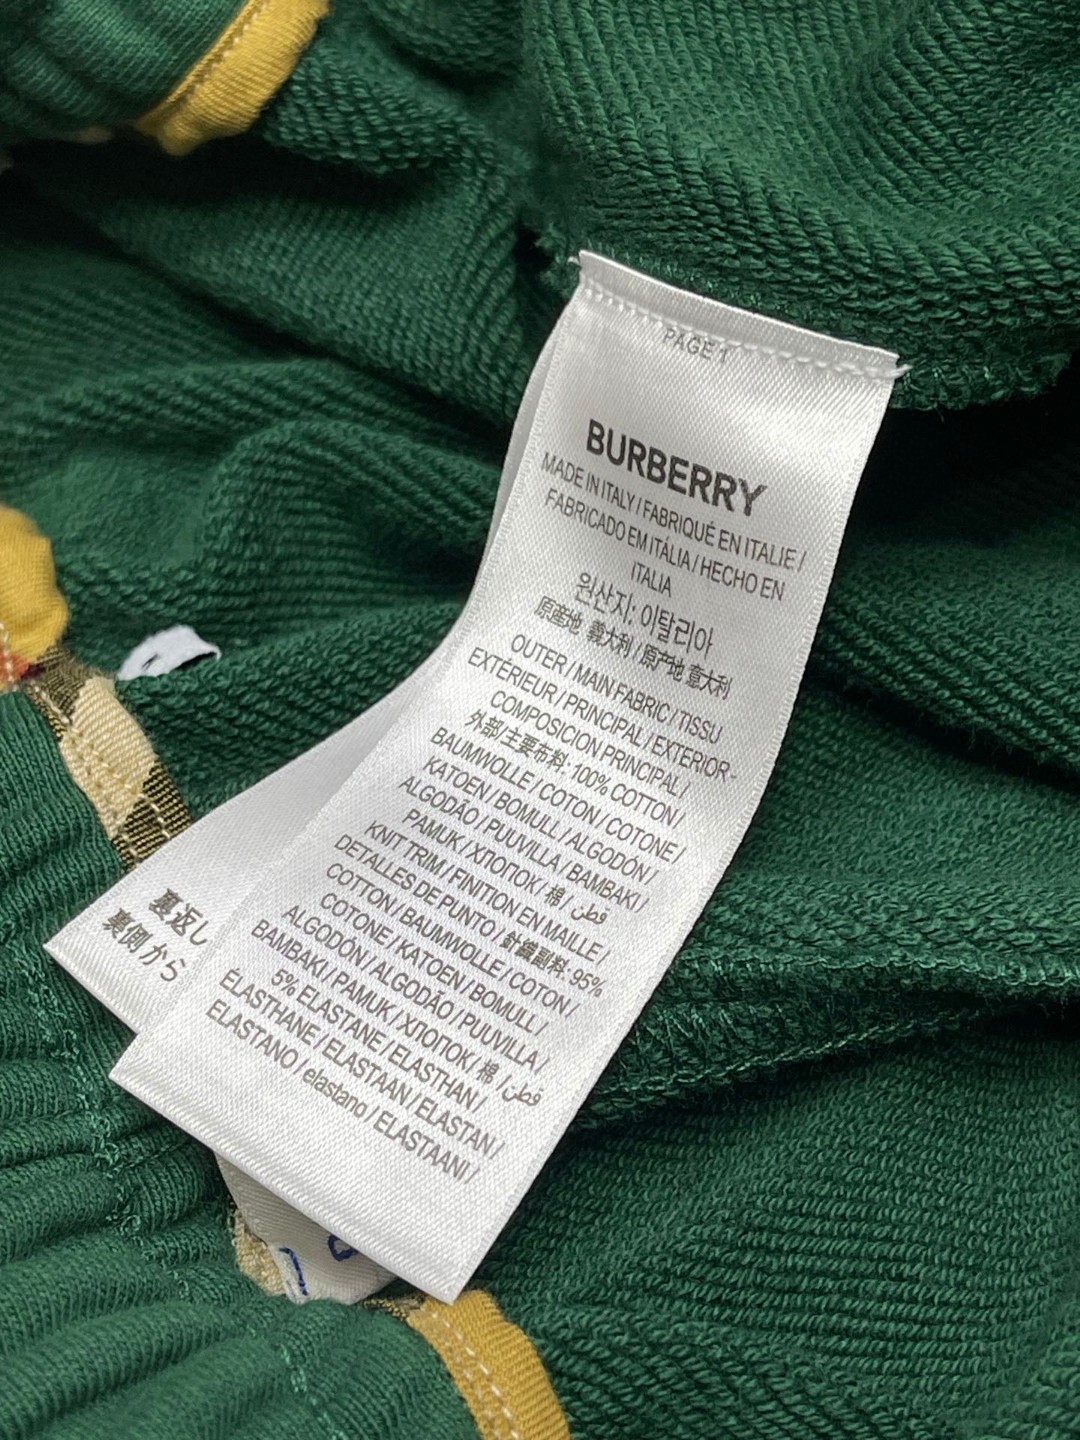 PAGE 1
BURBERRY
MADE IN ITALY / FABRIQUÉ EN ITALIE /
FABRICADO EM ITÁLIA / HECHO EN
ITALIA
원산지: 이탈리아
原産地 義大利 / 原产地 意大利
OUTER / MAIN FABRIC / TISSU
EXTÉRIEUR / PRINCIPAL / EXTERIOR-
COMPOSICION PRINCIPAL /
外部/主要布料: 100% COTTON /
BAUMWOLLE / COTON / COTONE /
KATOEN / BOMULL / ALGODÓN /
ALGODÃO / PUUVILLA / BAMBAKI /
PAMUK / ХЛОПОК / 棉 / قطن /
KNIT TRIM / FINITION EN MAILLE /
DETALLES DE PUNTO / 針織副料: 95%
COTTON / BAUMWOLLE / COTON /
COTONE / KATOEN / BOMULL /
ALGODÓN / ALGODÃO / PUUVILLA /
BAMBAKI / PAMUK / ХЛОПОК / 棉 / قطن /
5% ELASTANE / ELASTHAN /
ÉLASTHANE / ELASTAAN / ELASTAN /
ELASTANO / elastano / ELASTAANI /
裏返し
裏側から